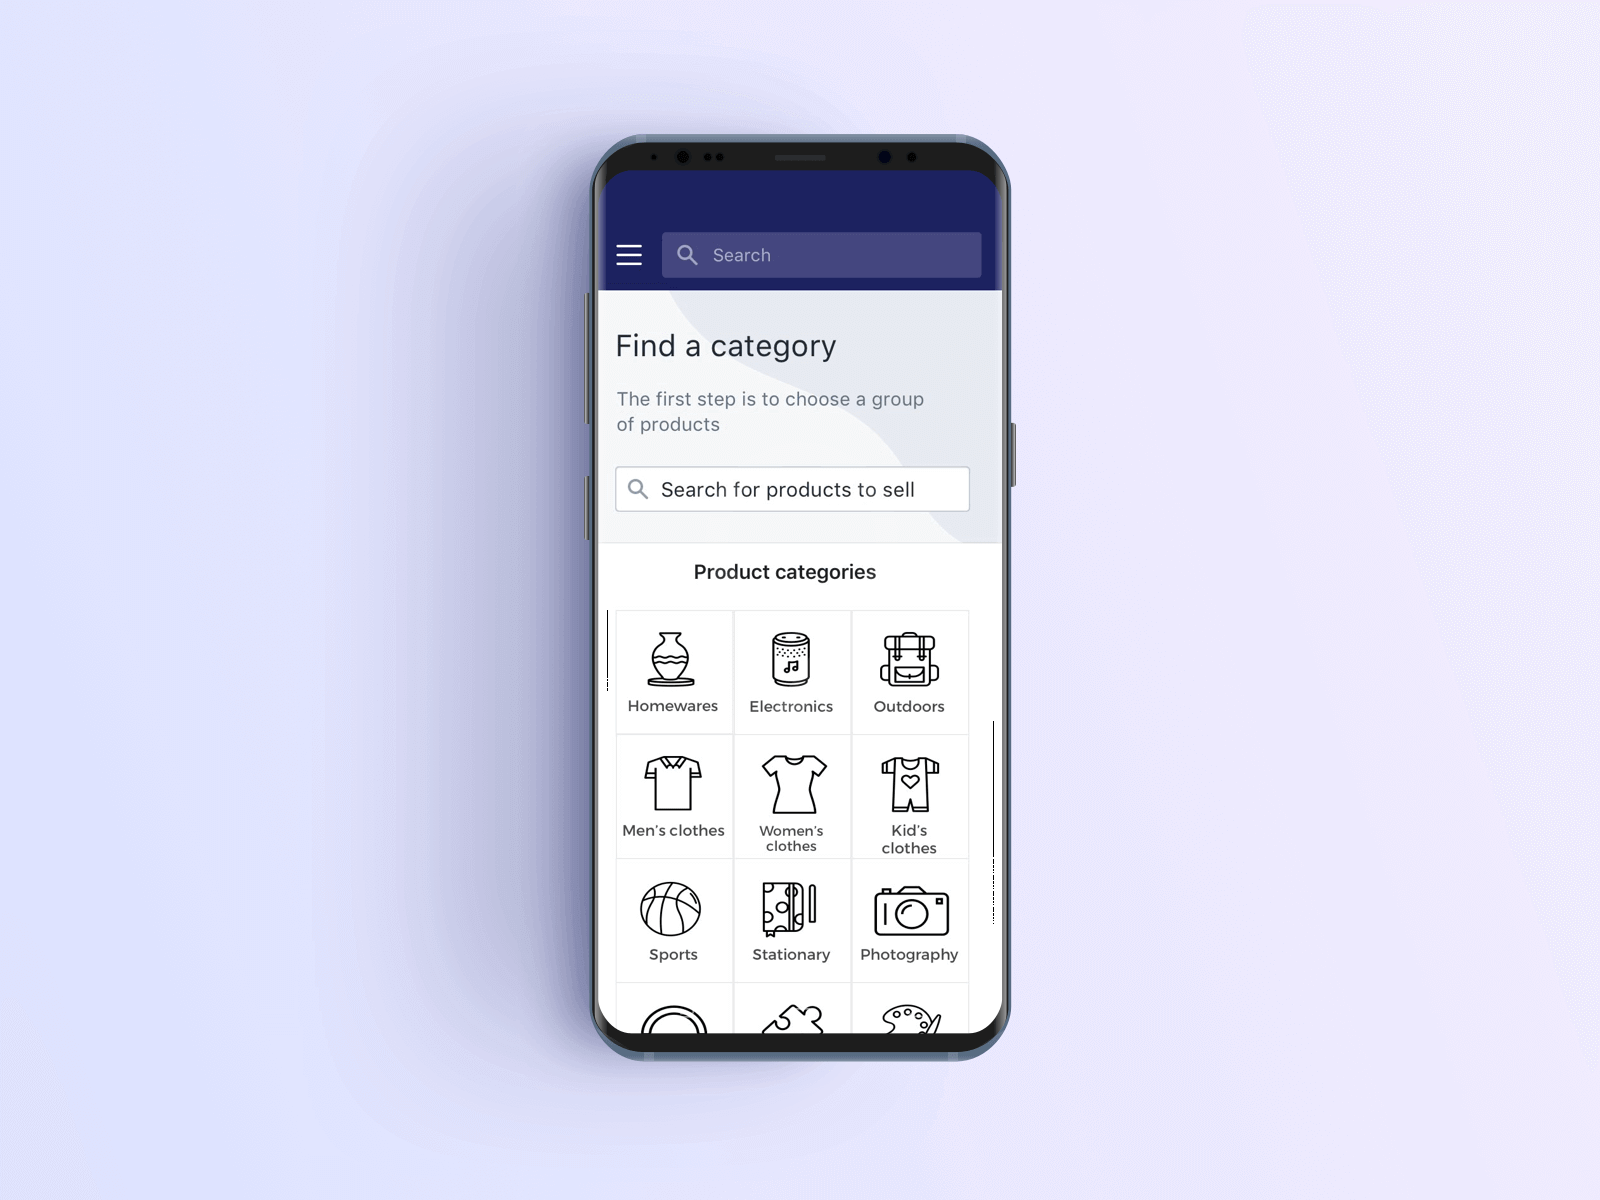 Search
Find a category
The first step is to choose a group
of products
Search for products to sell
Product categories
Homewares
Electronics
Outdoors
Men's clothes
Women's
clothes
Kid's
clothes
Sports
Stationary
Photography